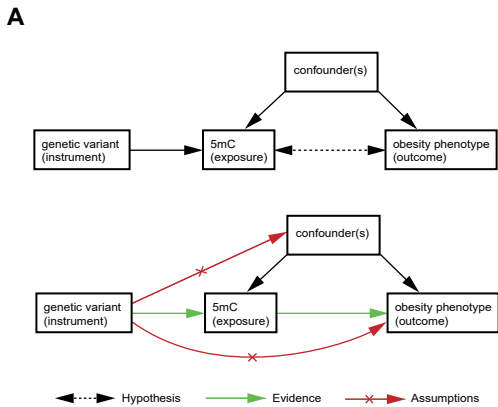 A
confounder(s)
genetic variant
(instrument)
5mC
(exposure)
obesity phenotype
(outcome)
confounder(s)
genetic variant
(instrument)
5mC
(exposure)
obesity phenotype
(outcome)
Hypothesis
Evidence
Assumptions